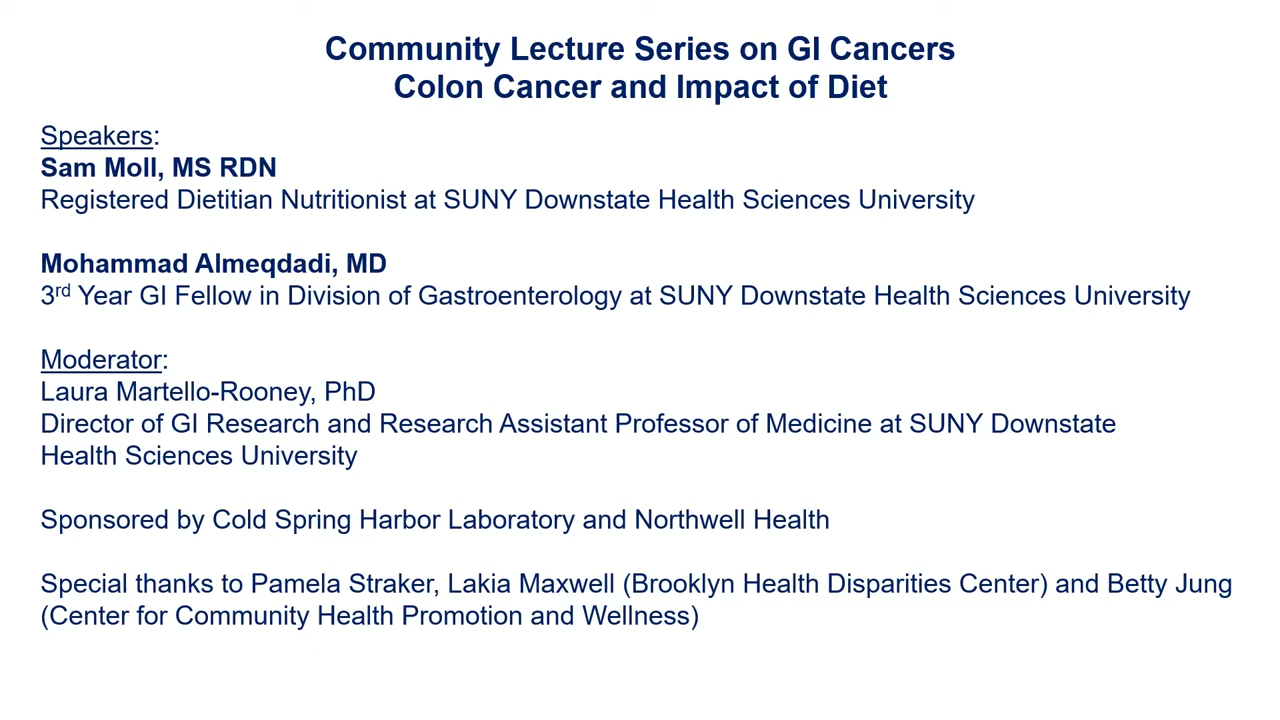 Community Lecture Series on GI Cancers
Colon Cancer and Impact of Diet
Speakers:
Sam Moll, MS RDN
Registered Dietitian Nutritionist at SUNY Downstate Health Sciences University
Mohammad Almeqdadi, MD
3rd Year GI Fellow in Division of Gastroenterology at SUNY Downstate Health Sciences University
Moderator:
Laura Martello-Rooney, PhD
Director of GI Research and Research Assistant Professor of Medicine at SUNY Downstate
Health Sciences University
Sponsored by Cold Spring Harbor Laboratory and Northwell Health
Special thanks to Pamela Straker, Lakia Maxwell (Brooklyn Health Disparities Center) and Betty Jung
(Center for Community Health Promotion and Wellness)